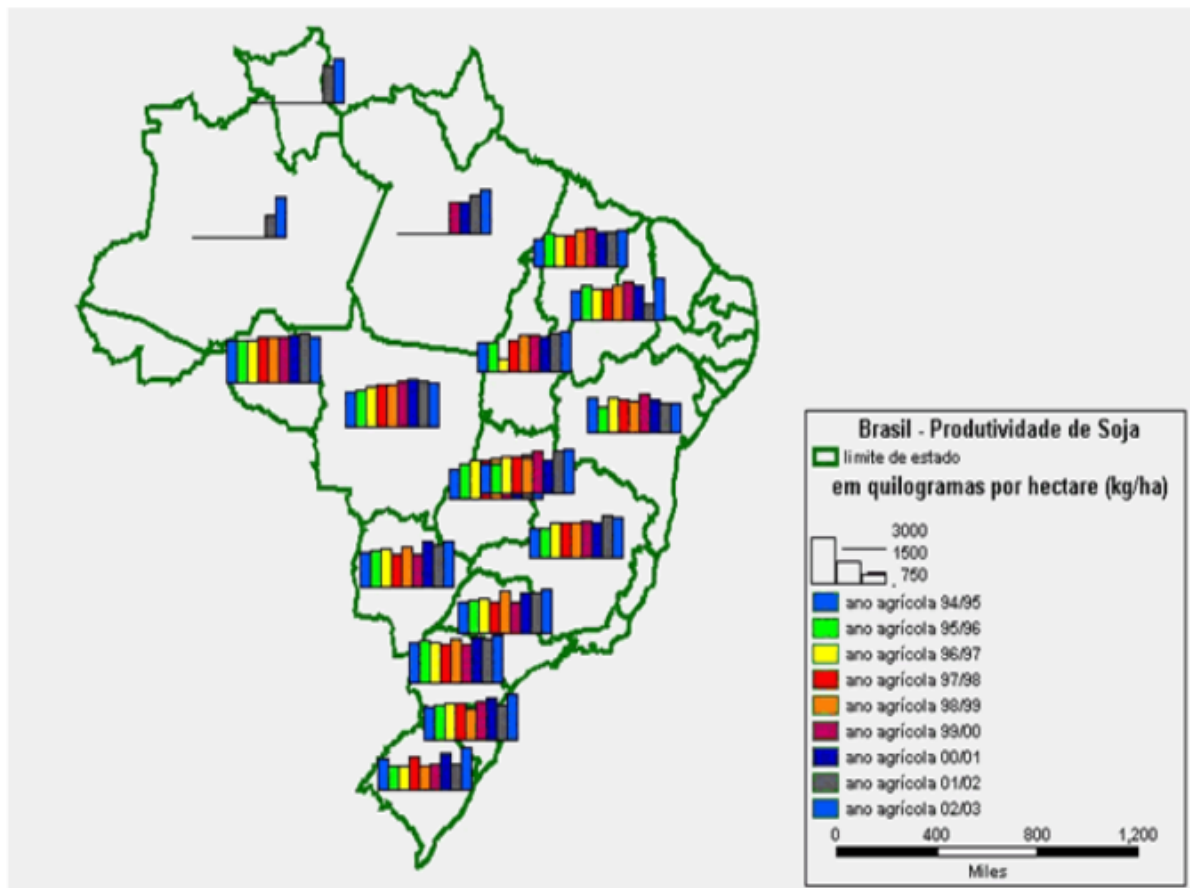 Brasil - Produtividade de Soja
limite de estado
em quilogramas por hectare (kg/ha)
3000
1500
750
ano agrícola 94/95
ano agrícola 95/96
ano agrícola 96/97
ano agrícola 97/98
ano agrícola 98/99
ano agrícola 99/00
ano agrícola 00/01
ano agrícola 01/02
ano agrícola 02/03
0 400 800 1,200
Miles